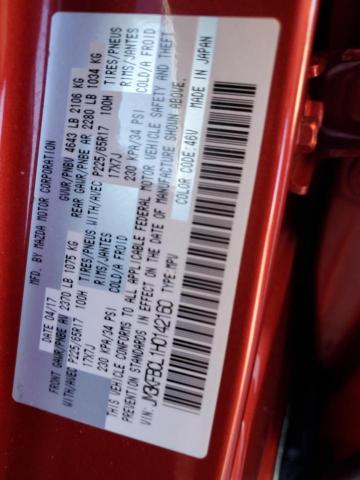 MFD. BY MAZDA MOTOR CORPORATION
DATE 04/17 GVWR/PNBV 4643 LB 2106 KG
FRONT GAWR/PNBE AV 2370 LB 1075 KG REAR GAWR/PNBE AR 2280 LB 1034 KG
TIRES/PNEUS WITH/AVEC P225/65R17 100H TIRES/PNEUS WITH/AVEC P225/65R17 100H
RIMS/JANTES 17X7J RIMS/JANTES 17X7J
COLD/A FROID 230 KPA/34 PSI COLD/A FROID 230 KPA/34 PSI
THIS VEHICLE CONFORMS TO ALL APPLICABLE FEDERAL MOTOR VEHICLE SAFETY AND THEFT
PREVENTION STANDARDS IN EFFECT ON THE DATE OF MANUFACTURE SHOWN ABOVE.
VIN: TYPE: MPV COLOR CODE: 46V MADE IN JAPAN